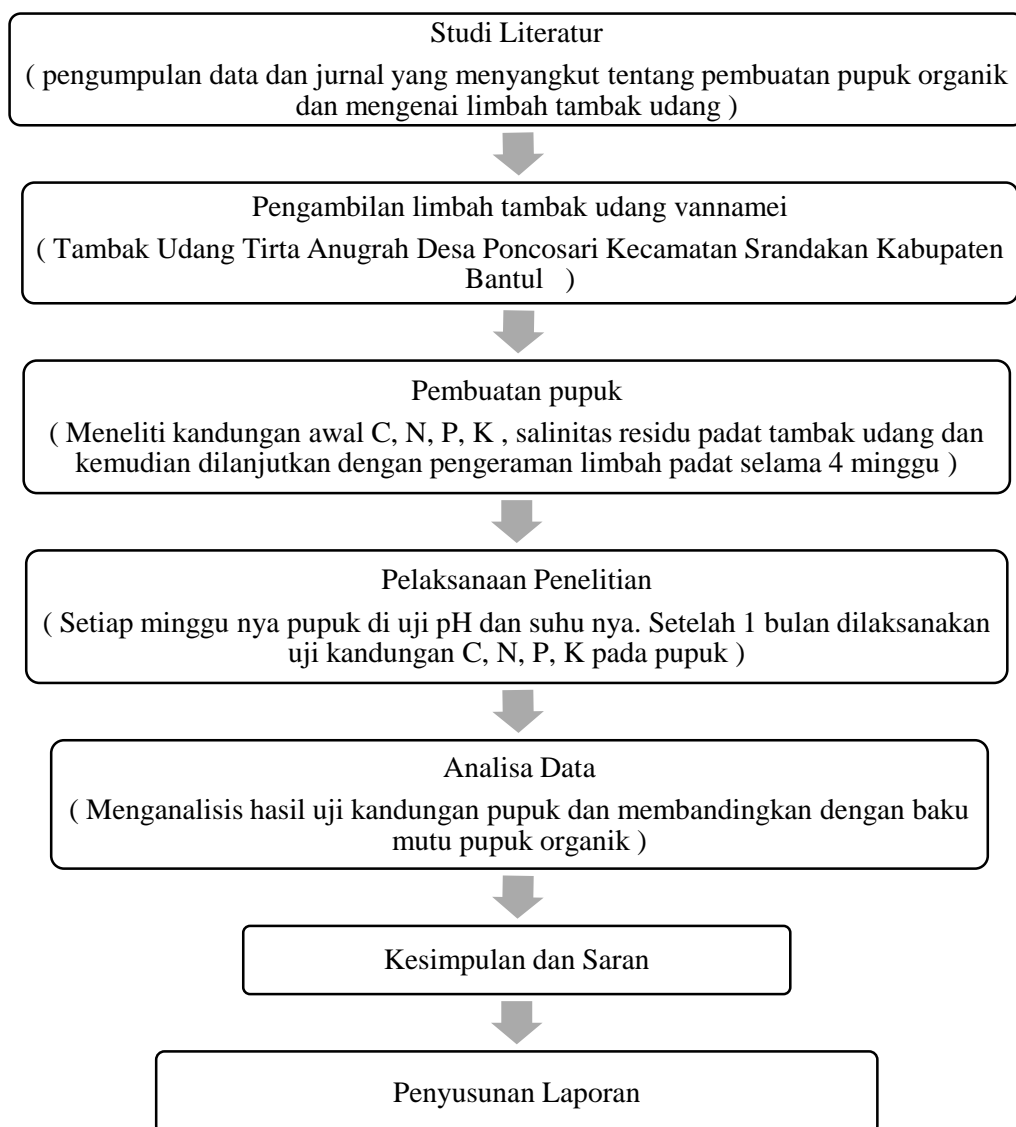 Studi Literatur
( pengumpulan data dan jurnal yang menyangkut tentang pembuatan pupuk organik
dan mengenai limbah tambak udang )
Pengambilan limbah tambak udang vannamei
( Tambak Udang Tirta Anugrah Desa Poncosari Kecamatan Srandakan Kabupaten
Bantul )
Pembuatan pupuk
( Meneliti kandungan awal C, N, P, K , salinitas residu padat tambak udang dan
kemudian dilanjutkan dengan pengeraman limbah padat selama 4 minggu )
Pelaksanaan Penelitian
( Setiap minggu nya pupuk di uji pH dan suhu nya. Setelah 1 bulan dilaksanakan
uji kandungan C, N, P, K pada pupuk )
Analisa Data
( Menganalisis hasil uji kandungan pupuk dan membandingkan dengan baku
mutu pupuk organik )
Kesimpulan dan Saran
Penyusunan Laporan